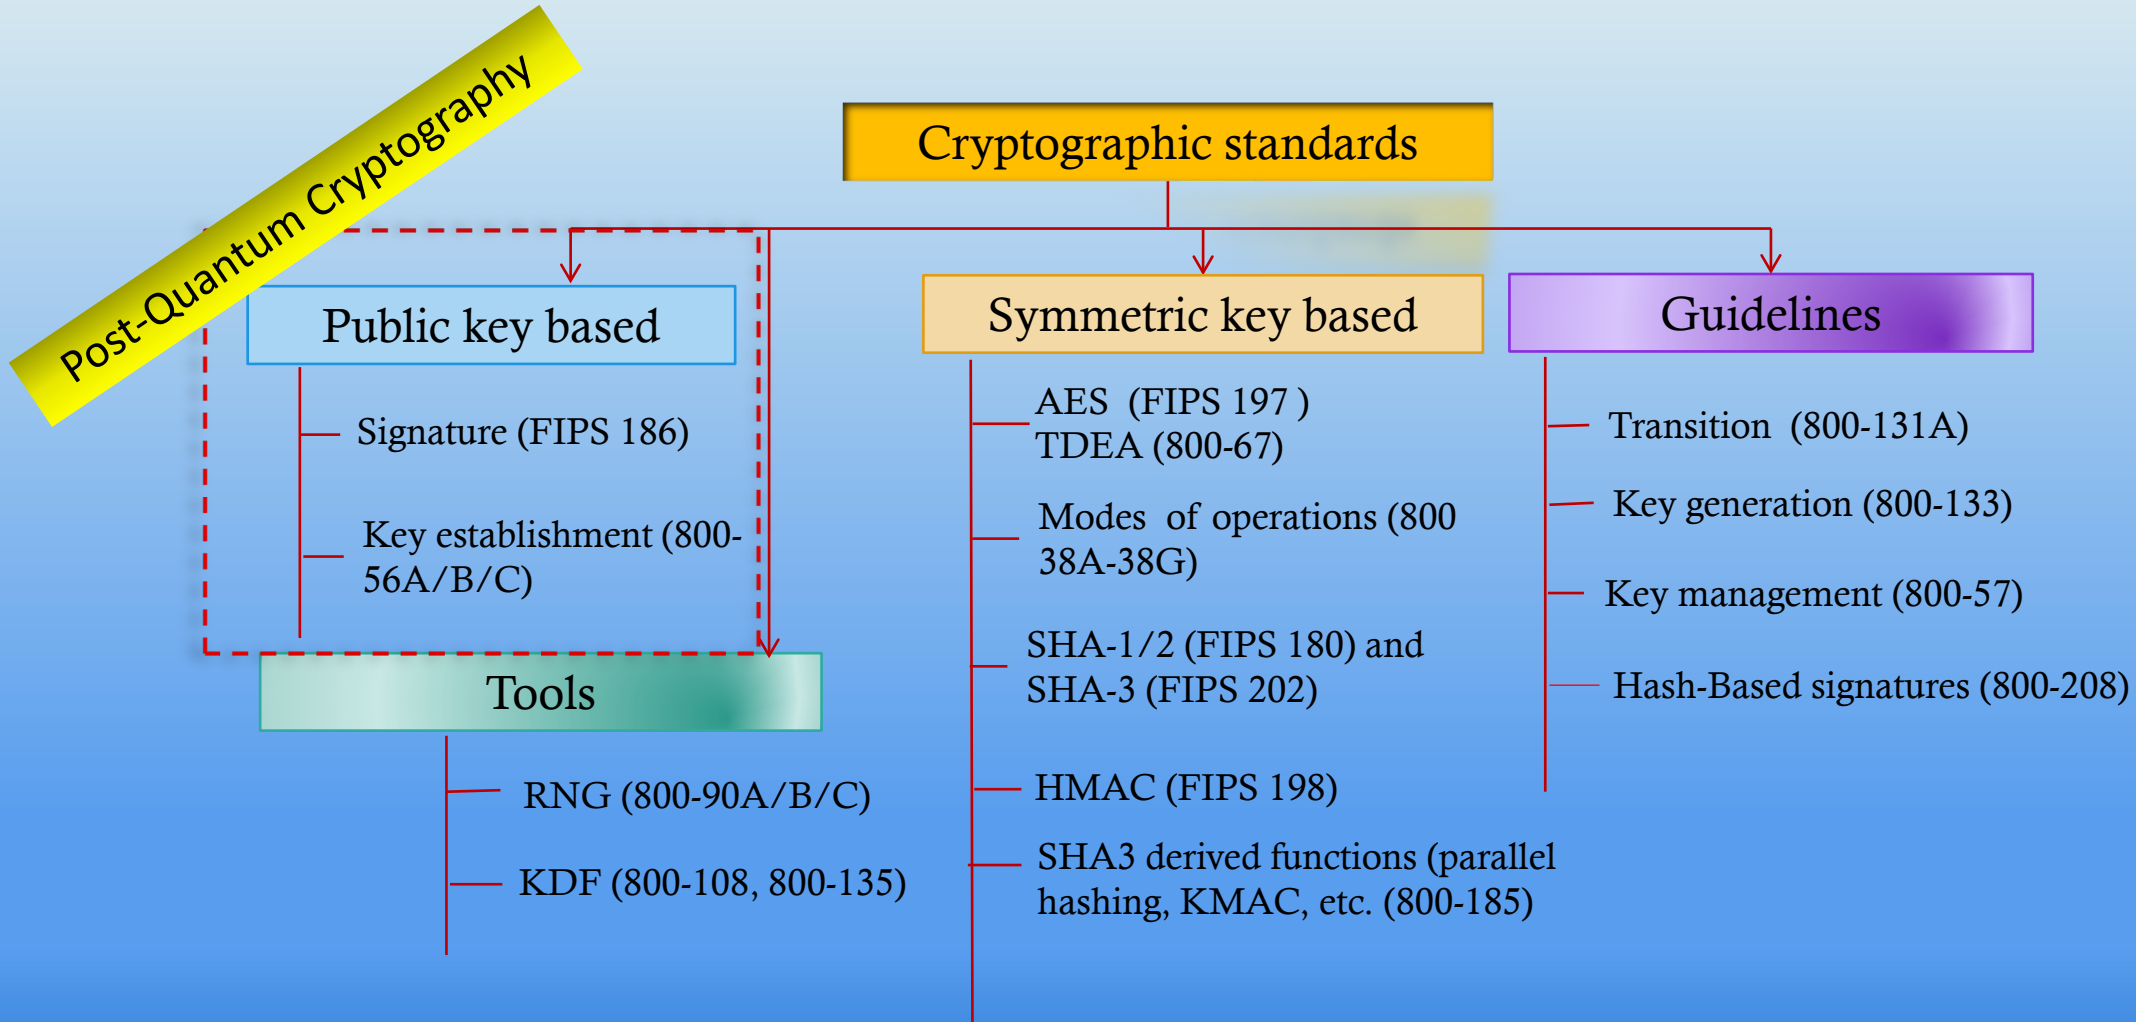 Post-Quantum Cryptography
Cryptographic standards
Public key based
Signature (FIPS 186)
Key establishment (800-
56A/B/C)
Tools
RNG (800-90A/B/C)
KDF (800-108, 800-135)
Symmetric key based
AES (FIPS 197 )
TDEA (800-67)
Modes of operations (800
38A-38G)
SHA-1/2 (FIPS 180) and
SHA-3 (FIPS 202)
HMAC (FIPS 198)
SHA3 derived functions (parallel
hashing, KMAC, etc. (800-185)
Guidelines
Transition (800-131A)
Key generation (800-133)
Key management (800-57)
Hash-Based signatures (800-208)